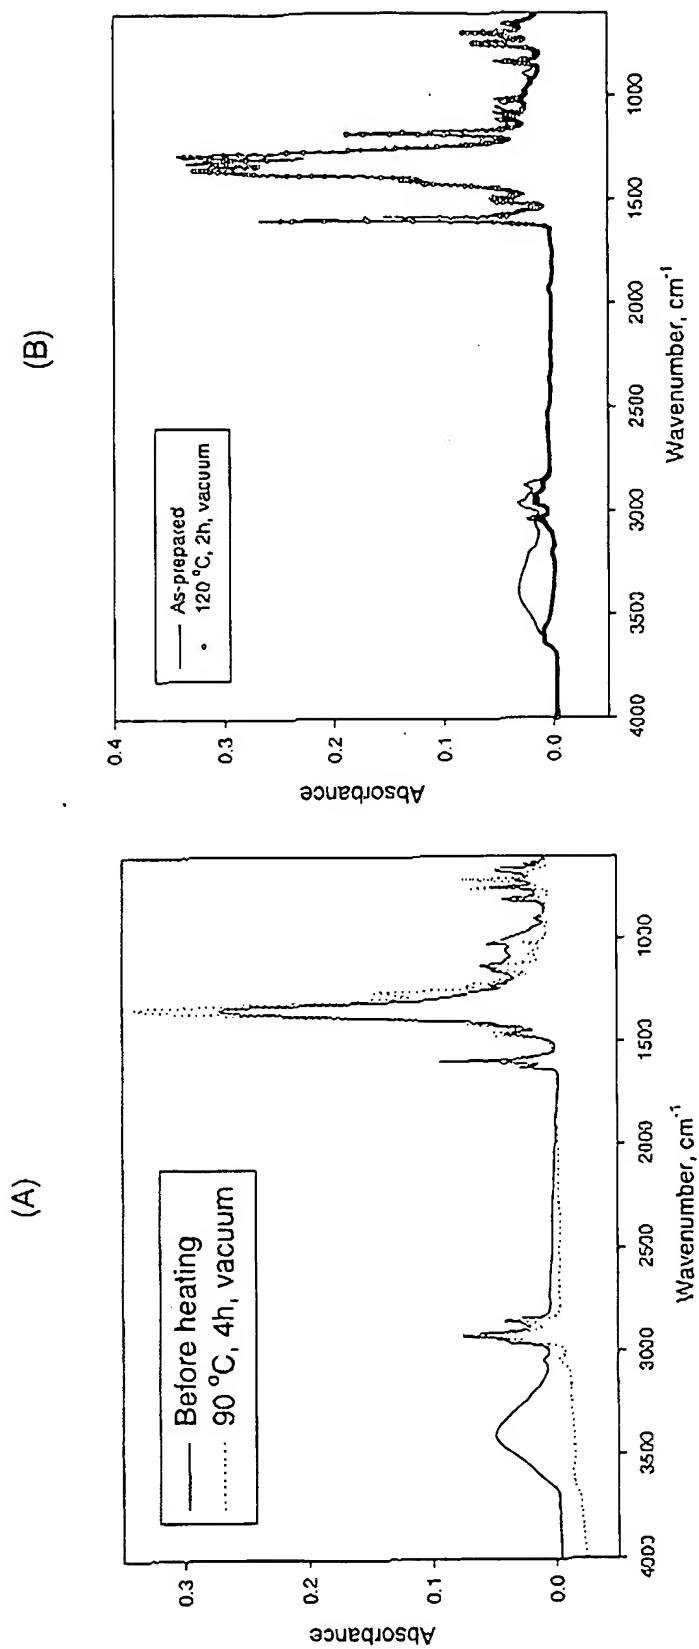 (A)
Absorbance
0.3
0.2
0.1
0.0
Before heating
90 °C, 4h, vacuum
4000
3500
3000
2500
2000
1500
1000
Wavenumber, cm-1
(B)
Absorbance
0.4
0.3
0.2
0.1
0.0
As-prepared
120 °C, 2h, vacuum
4000
3500
3000
2500
2000
1500
1000
Wavenumber, cm-1